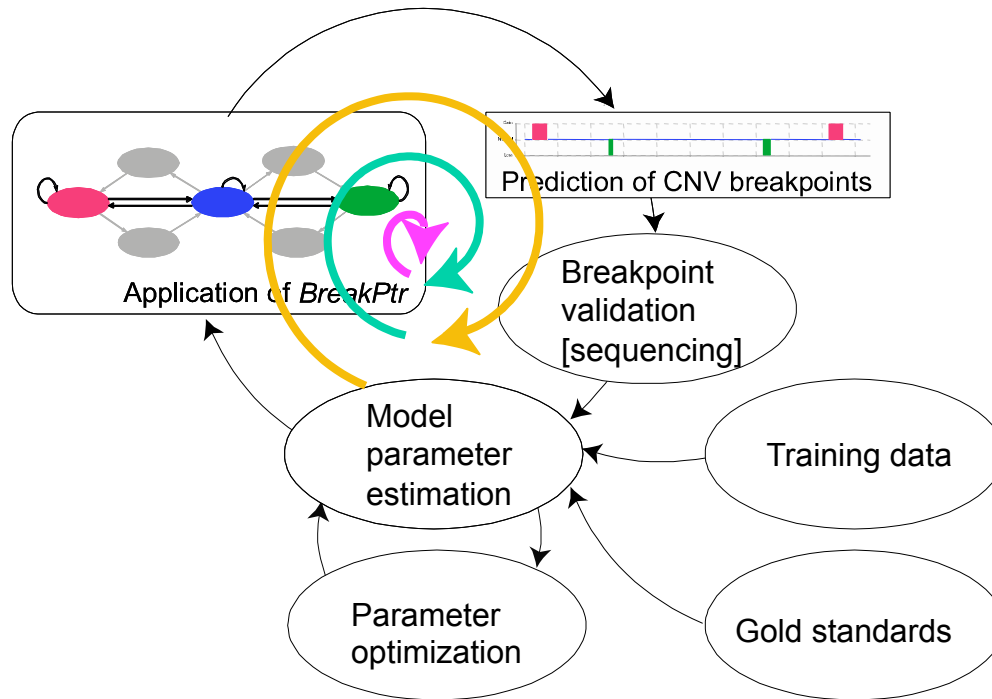 Application of BreakPtr
Prediction of CNV breakpoints
Breakpoint
validation
[sequencing]
Model
parameter
estimation
Training data
Parameter
optimization
Gold standards